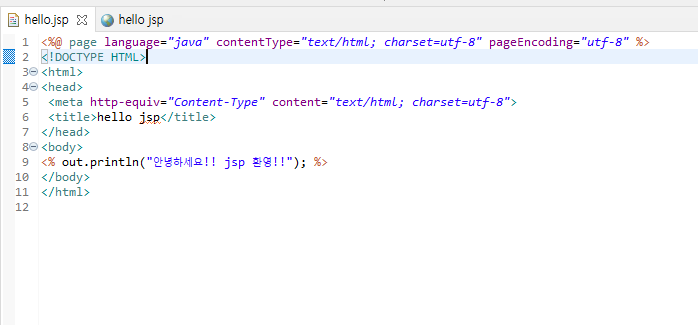 hello.jsp hello jsp
1 <%@ page language="java" contentType="text/html; charset=utf-8" pageEncoding="utf-8" %>
2 <!DOCTYPE HTML>
3 <html>
4 <head>
5 <meta http-equiv="Content-Type" content="text/html; charset=utf-8">
6 <title>hello jsp</title>
7 </head>
8 <body>
9 <% out.println("안녕하세요!! jsp 환영!!"); %>
10 </body>
11 </html>
12